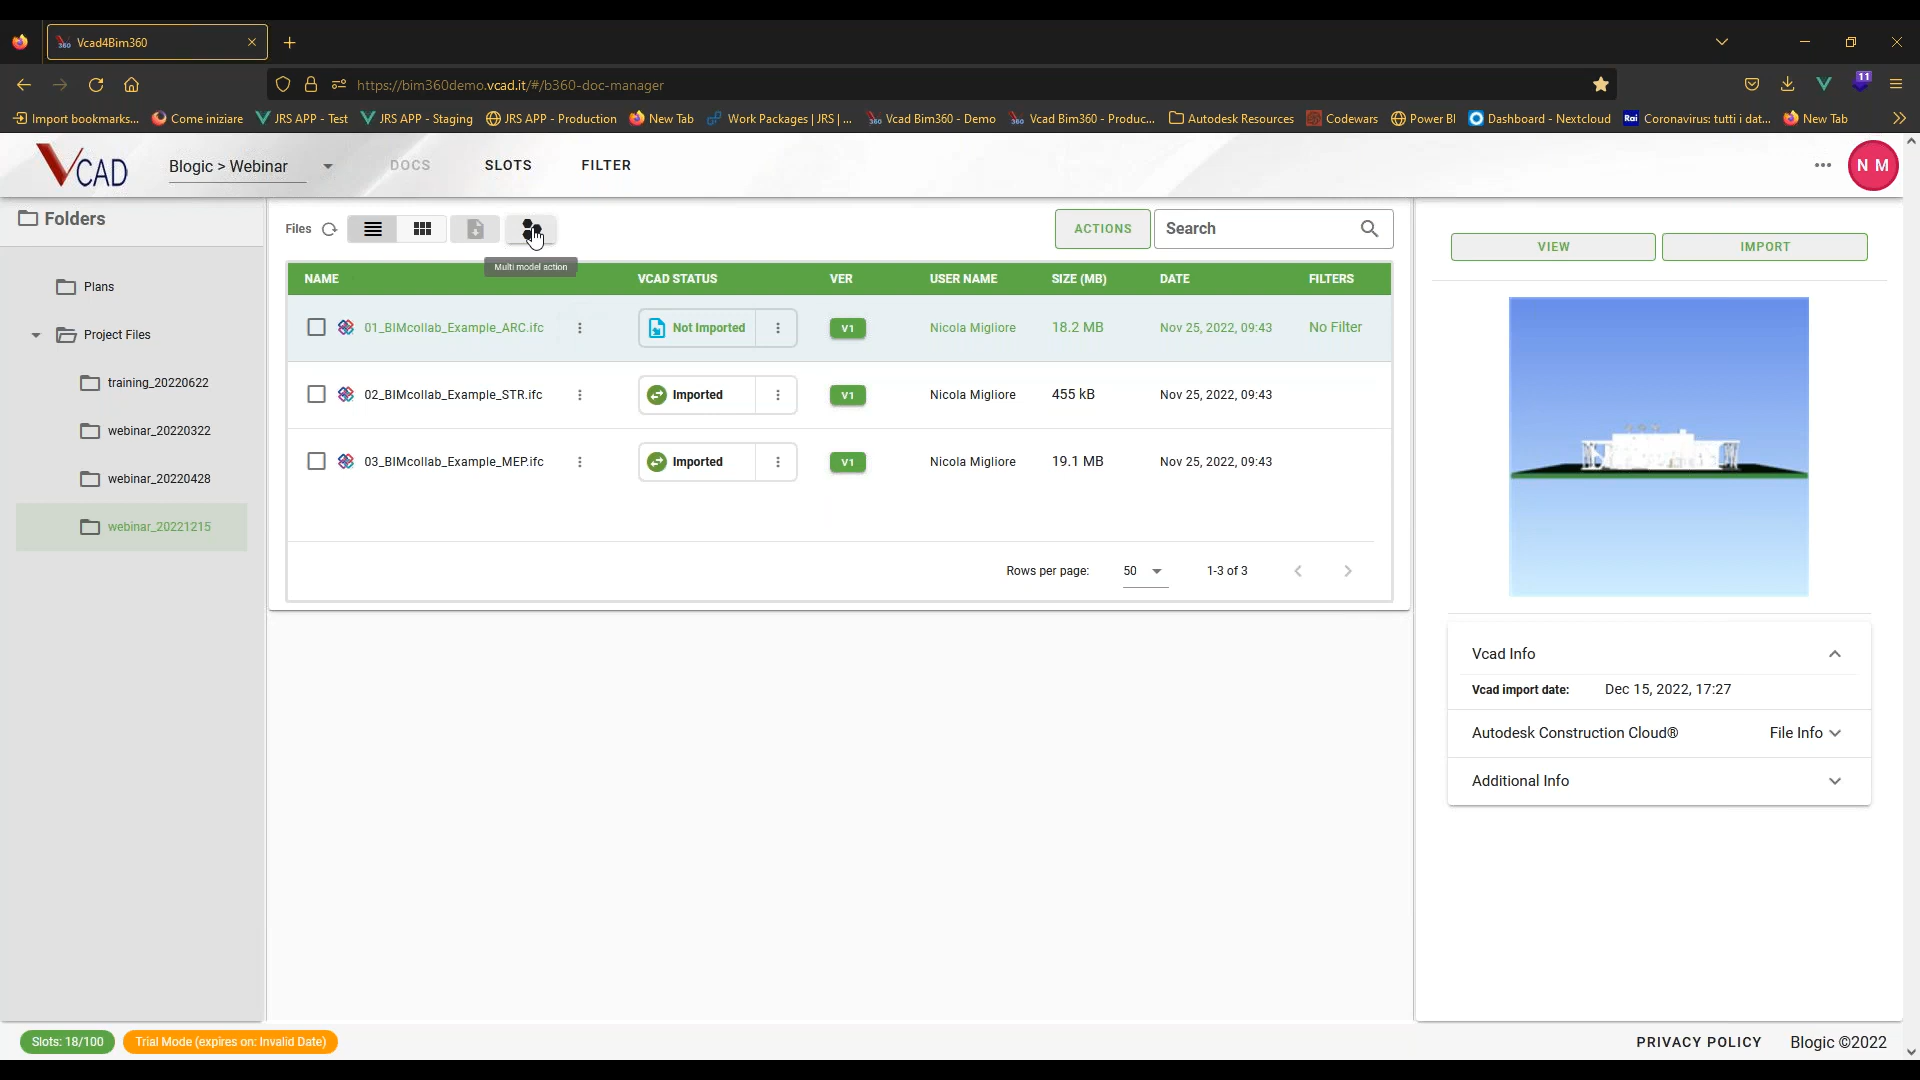 Vcad4Bim360
https://bim360demo.vcad.it/#/b360-doc-manager
11
Import bookmarks...
Come iniziare
JRS APP - Test
JRS APP - Staging
JRS APP - Production
New Tab
Work Packages | JRS | ...
Vcad Bim360 - Demo
Vcad Bim360 - Produc...
Autodesk Resources
Codewars
Power BI
Dashboard - Nextcloud
Rai
Coronavirus: tutti i dat...
New Tab
VCAD
Blogic > Webinar
DOCS
SLOTS
FILTER
N M
Folders
Plans
Project Files
training_20220622
webinar_20220322
webinar_20220428
webinar_20221215
Files
ACTIONS
Search
Multi model action
NAME VCAD STATUS VER USER NAME SIZE (MB) DATE FILTERS
01_BIMcollab_Example_ARC.ifc Not Imported V1 Nicola Migliore 18.2 MB Nov 25, 2022, 09:43 No Filter
02_BIMcollab_Example_STR.ifc Imported V1 Nicola Migliore 455 kB Nov 25, 2022, 09:43
03_BIMcollab_Example_MEP.ifc Imported V1 Nicola Migliore 19.1 MB Nov 25, 2022, 09:43
Rows per page: 50 1-3 of 3
VIEW
IMPORT
Vcad Info
Vcad import date: Dec 15, 2022, 17:27
Autodesk Construction Cloud® File Info
Additional Info
Slots: 18/100
Trial Mode (expires on: Invalid Date)
PRIVACY POLICY
Blogic ©2022